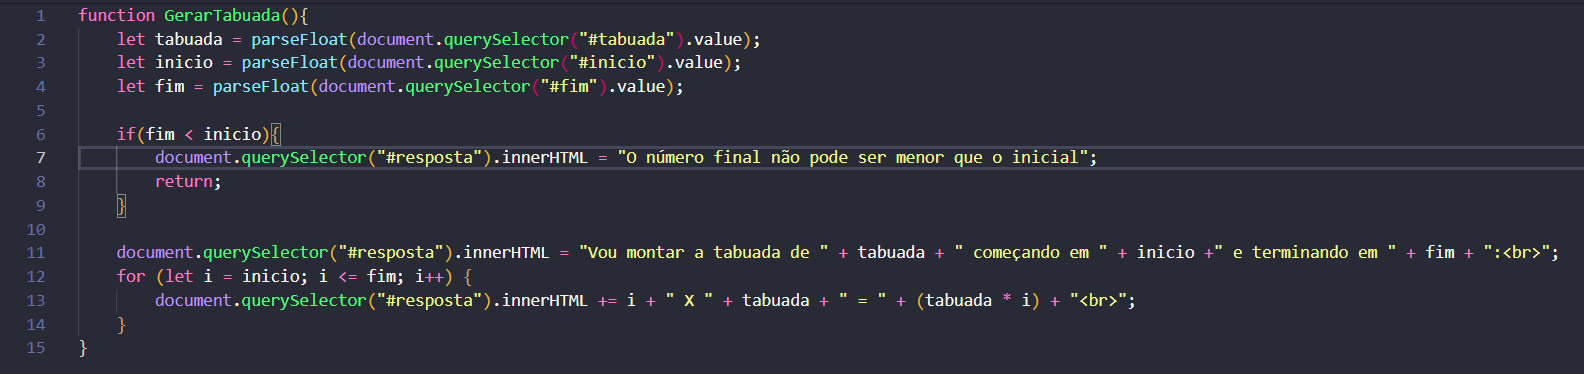 1 function GerarTabuada(){
2 let tabuada = parseFloat(document.querySelector("#tabuada").value);
3 let inicio = parseFloat(document.querySelector("#inicio").value);
4 let fim = parseFloat(document.querySelector("#fim").value);
5
6 if(fim < inicio){
7 document.querySelector("#resposta").innerHTML = "O número final não pode ser menor que o inicial";
8 return;
9 }
10
11 document.querySelector("#resposta").innerHTML = "Vou montar a tabuada de " + tabuada + " começando em " + inicio +" e terminando em " + fim + ":<br>";
12 for (let i = inicio; i <= fim; i++) {
13 document.querySelector("#resposta").innerHTML += i + " X " + tabuada + " = " + (tabuada * i) + "<br>";
14 }
15 }